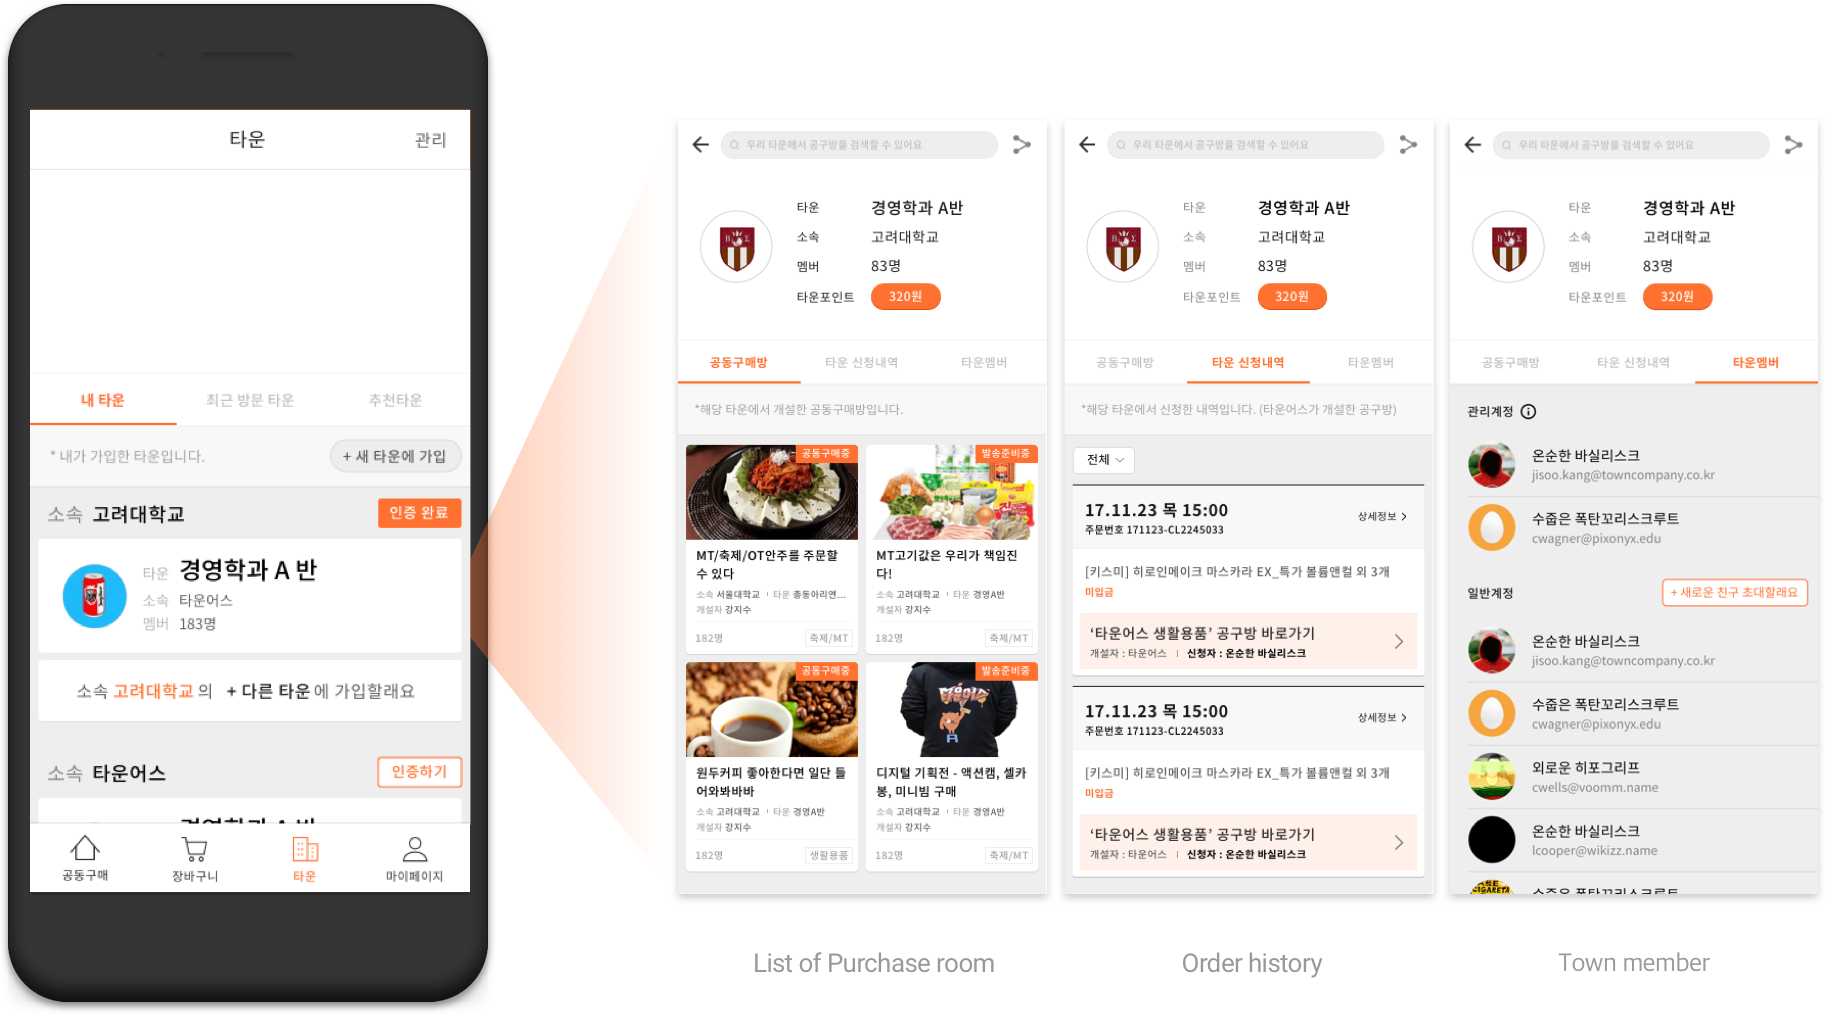 타운
관리
내 타운
최근 방문 타운
추천타운
* 내가 가입한 타운입니다.
+ 새 타운에 가입
소속 고려대학교
인증 완료
타운 경영학과 A 반
소속 타운어스
멤버 183명
소속 고려대학교 의 + 다른 타운 에 가입할래요
소속 타운어스
인증하기
공동구매
장바구니
타운
마이페이지
우리 타운에서 공구방을 검색할 수 있어요
타운 경영학과 A반
소속 고려대학교
멤버 83명
타운포인트 320원
공동구매방
타운 신청내역
타운멤버
*해당 타운에서 개설한 공동구매방입니다.
공동구매중
MT/축제/OT안주를 주문할
수 있다
소속 서울대학교 | 타운 총동아리연...
개설자 강지수
182명
축제/MT
발송준비중
MT고기값은 우리가 책임진
다!
소속 고려대학교 | 타운 경영A반
개설자 강지수
182명
축제/MT
공동구매중
원두커피 좋아한다면 일단 들
어와봐바바
소속 고려대학교 | 타운 경영A반
개설자 강지수
182명
생활용품
발송준비중
타운어스
디지털 기획전 - 액션캠, 셀카
봉, 미니빔 구매
소속 고려대학교 | 타운 경영A반
개설자 강지수
182명
축제/MT
List of Purchase room
우리 타운에서 공구방을 검색할 수 있어요
타운 경영학과 A반
소속 고려대학교
멤버 83명
타운포인트 320원
공동구매방
타운 신청내역
타운멤버
*해당 타운에서 신청한 내역입니다. (타운어스가 개설한 공구방)
전체
17.11.23 목 15:00
주문번호 171123-CL2245033
상세정보
[키스미] 히로인메이크 마스카라 EX_특가 볼륨앤컬 외 3개
미입금
‘타운어스 생활용품’ 공구방 바로가기
개설자 : 타운어스 | 신청자 : 온순한 바실리스크
17.11.23 목 15:00
주문번호 171123-CL2245033
상세정보
[키스미] 히로인메이크 마스카라 EX_특가 볼륨앤컬 외 3개
미입금
‘타운어스 생활용품’ 공구방 바로가기
개설자 : 타운어스 | 신청자 : 온순한 바실리스크
Order history
우리 타운에서 공구방을 검색할 수 있어요
타운 경영학과 A반
소속 고려대학교
멤버 83명
타운포인트 320원
공동구매방
타운 신청내역
타운멤버
관리계정
온순한 바실리스크
jisoo.kang@towncompany.co.kr
수줍은 폭탄꼬리스크루트
cwagner@pixonyx.edu
일반계정
+ 새로운 친구 초대할래요
온순한 바실리스크
jisoo.kang@towncompany.co.kr
수줍은 폭탄꼬리스크루트
cwagner@pixonyx.edu
외로운 히포그리프
cwells@voomm.name
온순한 바실리스크
lcooper@wikizz.name
수줍은 폭탄꼬리스크루트
Town member